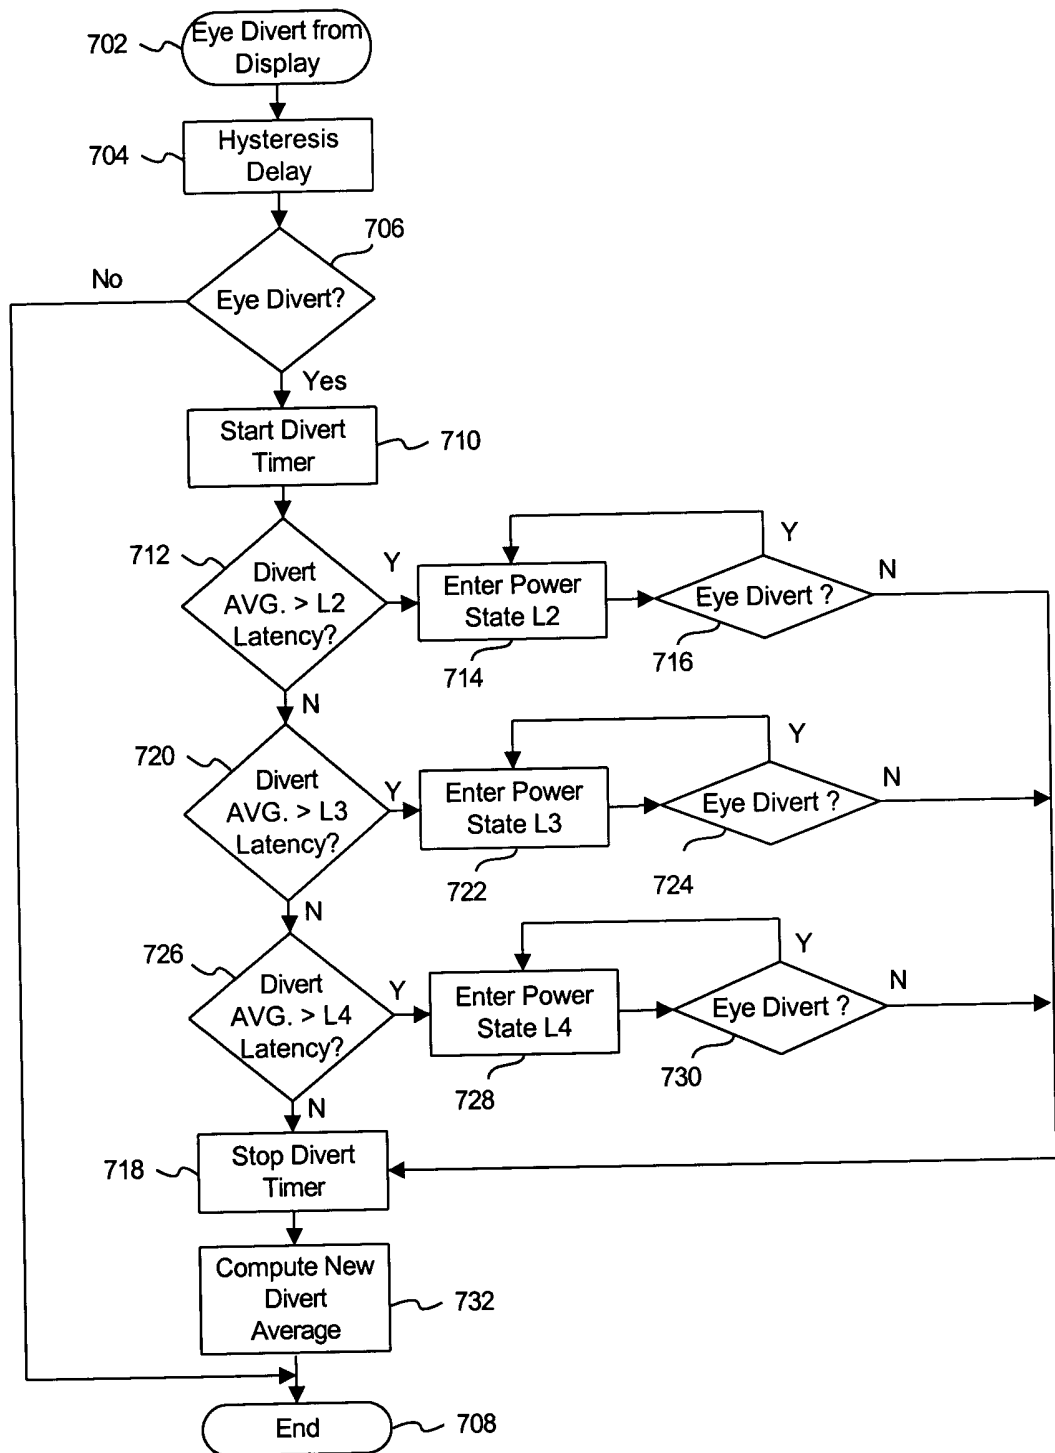 702
Eye Divert from
Display
704
Hysteresis
Delay
706
No
Eye Divert?
Yes
Start Divert
Timer
710
712
Divert
AVG. > L2
Latency?
Y
Enter Power
State L2
714
Y
Eye Divert ?
716
N
N
720
Divert
AVG. > L3
Latency?
Y
Enter Power
State L3
722
Y
Eye Divert ?
724
N
N
726
Divert
AVG. > L4
Latency?
Y
Enter Power
State L4
728
Y
Eye Divert ?
730
N
N
718
Stop Divert
Timer
Compute New
Divert
Average
732
End
708